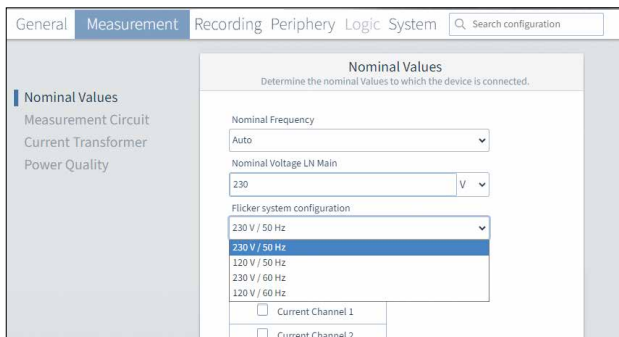 General Measurement Recording Periphery Logic System Search configuration
Nominal Values
Determine the nominal Values to which the device is connected.
Nominal Values
Measurement Circuit
Current Transformer
Power Quality
Nominal Frequency
Auto
Nominal Voltage LN Main
230 V
Flicker system configuration
230 V / 50 Hz
230 V / 50 Hz
120 V / 50 Hz
230 V / 60 Hz
120 V / 60 Hz
Current Channel 1
Current Channel 2